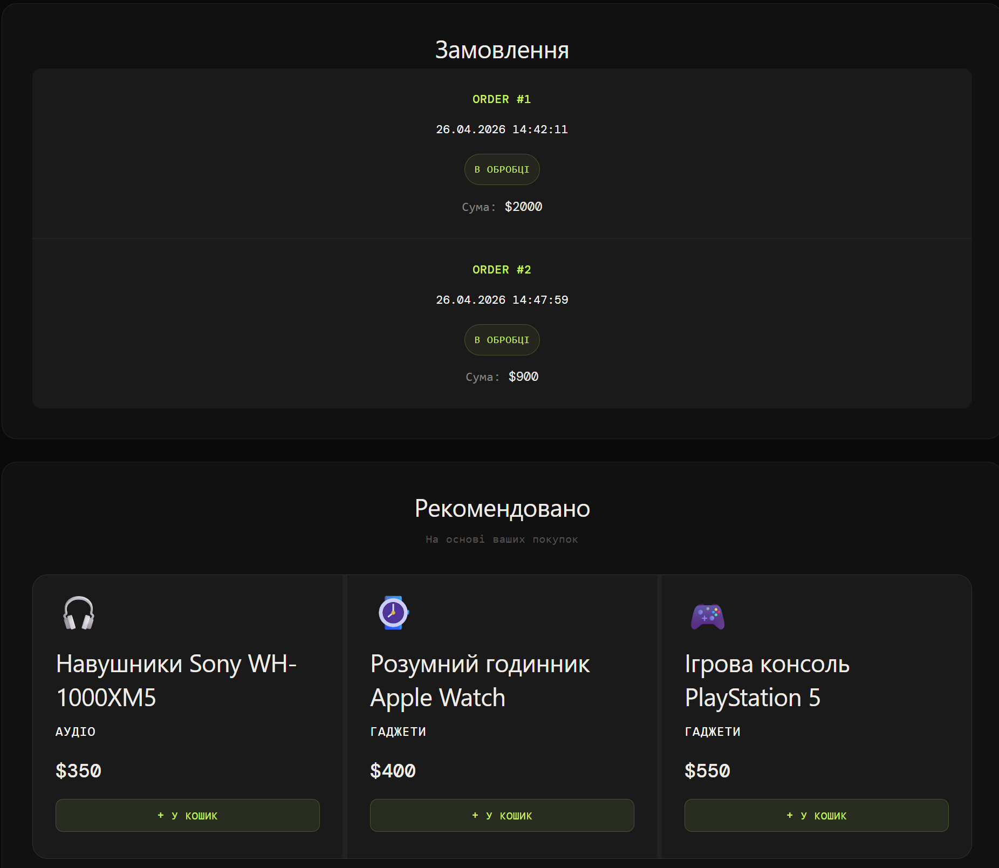 Замовлення
ORDER #1
26.04.2026 14:42:11
В ОБРОБЦІ
Сума: $2000
ORDER #2
26.04.2026 14:47:59
В ОБРОБЦІ
Сума: $900
Рекомендовано
На основі ваших покупок
Навушники Sony WH-
1000XM5
АУДІО
$350
+ У КОШИК
Розумний годинник
Apple Watch
ГАДЖЕТИ
$400
+ У КОШИК
Ігрова консоль
PlayStation 5
ГАДЖЕТИ
$550
+ У КОШИК